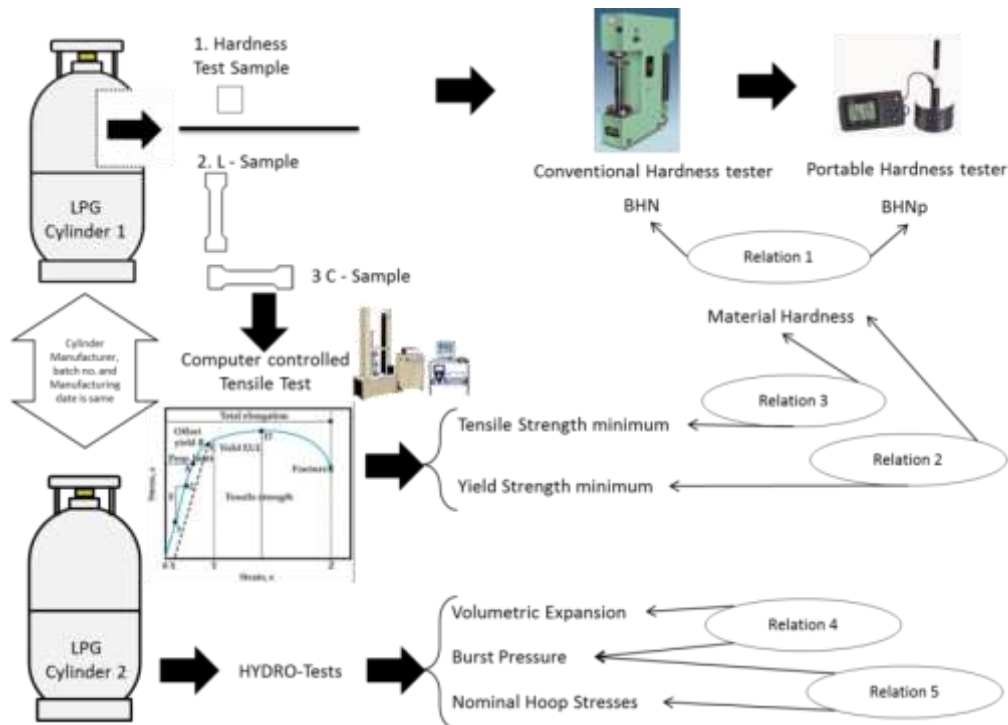 1. Hardness
Test Sample
2. L - Sample
3 C - Sample
LPG
Cylinder 1
Conventional Hardness tester
Portable Hardness tester
BHN
BHNp
Relation 1
Cylinder
Manufacturer,
batch no. and
Manufacturing
date is same
Computer controlled
Tensile Test
Material Hardness
Relation 3
Tensile Strength minimum
Relation 2
Yield Strength minimum
Total elongation
Offset
yield
Yield
Fracture
Tensile strength
Stress, s
Strain, e
LPG
Cylinder 2
HYDRO-Tests
Volumetric Expansion
Relation 4
Burst Pressure
Nominal Hoop Stresses
Relation 5